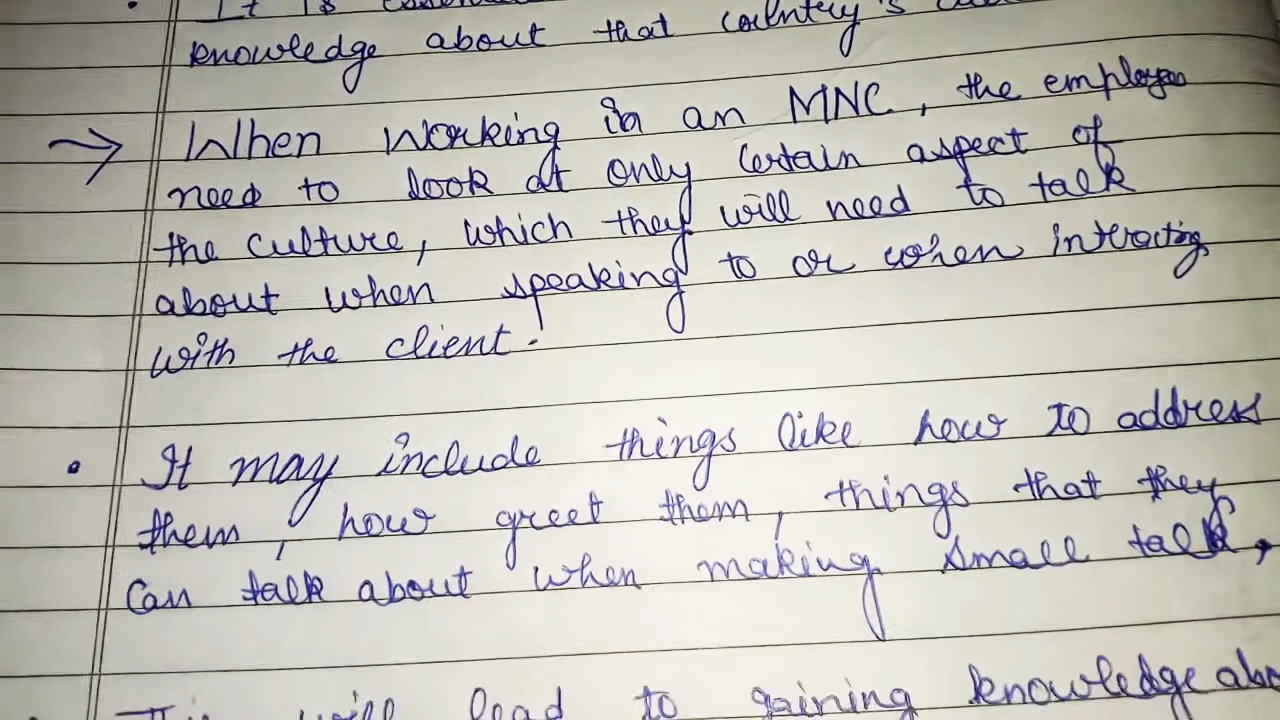 It is
knowledge about that country's
→ When working in an MNC, the employee
need to look at only certain aspect of
the culture, which they will need to talk
about when speaking to or when interacting
with the client.
• It may include things like how to address
them, how greet them, things that they
can talk about when making small talk,
will lead to gaining knowledge